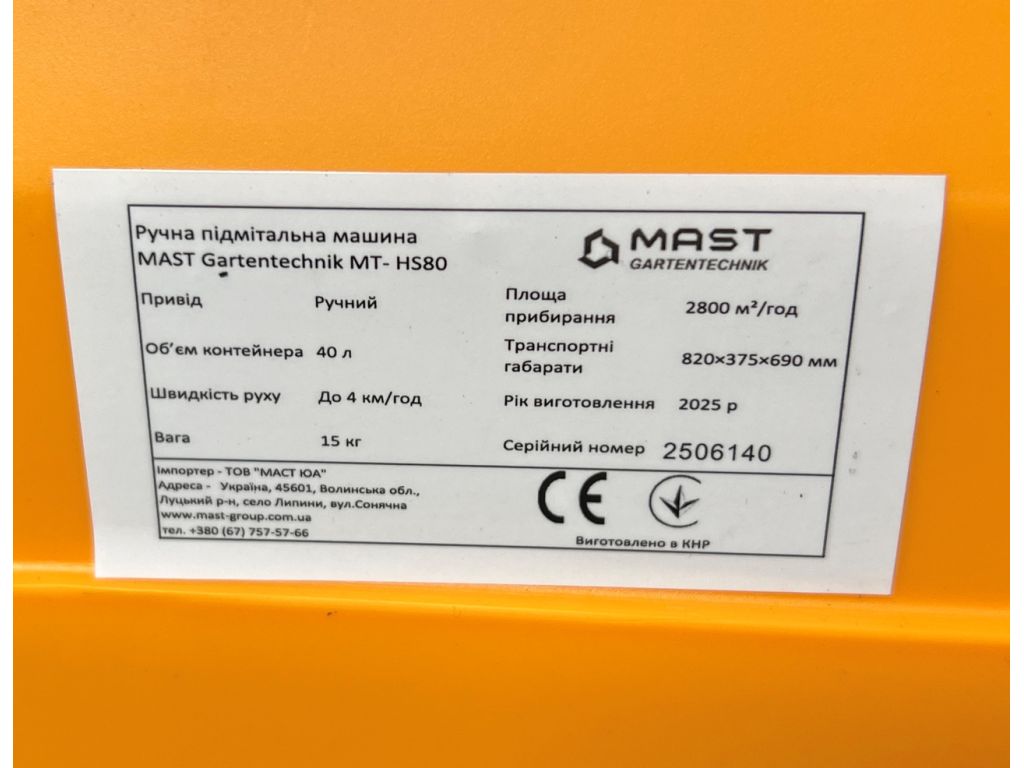 Ручна підмітальна машина
MAST Gartentechnik MT- HS80
MAST
GARTENTECHNIK
Привід Ручний
Площа прибирання 2800 м²/год
Об’єм контейнера 40 л
Транспортні габарати 820×375×690 мм
Швидкість руху До 4 км/год
Рік виготовлення 2025 р
Вага 15 кг
Серійний номер 2506140
Імпортер - ТОВ "МАСТ ЮА"
Адреса - Україна, 45601, Волинська обл.,
Луцький р-н, село Липини, вул.Сонячна
www.mast-group.com.ua
тел. +380 (67) 757-57-66
CE
Виготовлено в КНР